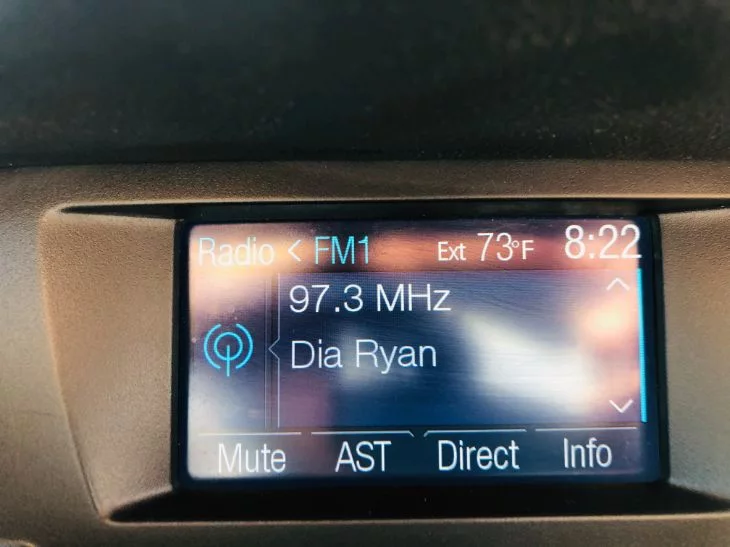 Radio < FM1 Ext 73°F 8:22
97.3 MHz
Dia Ryan
Mute AST Direct Info